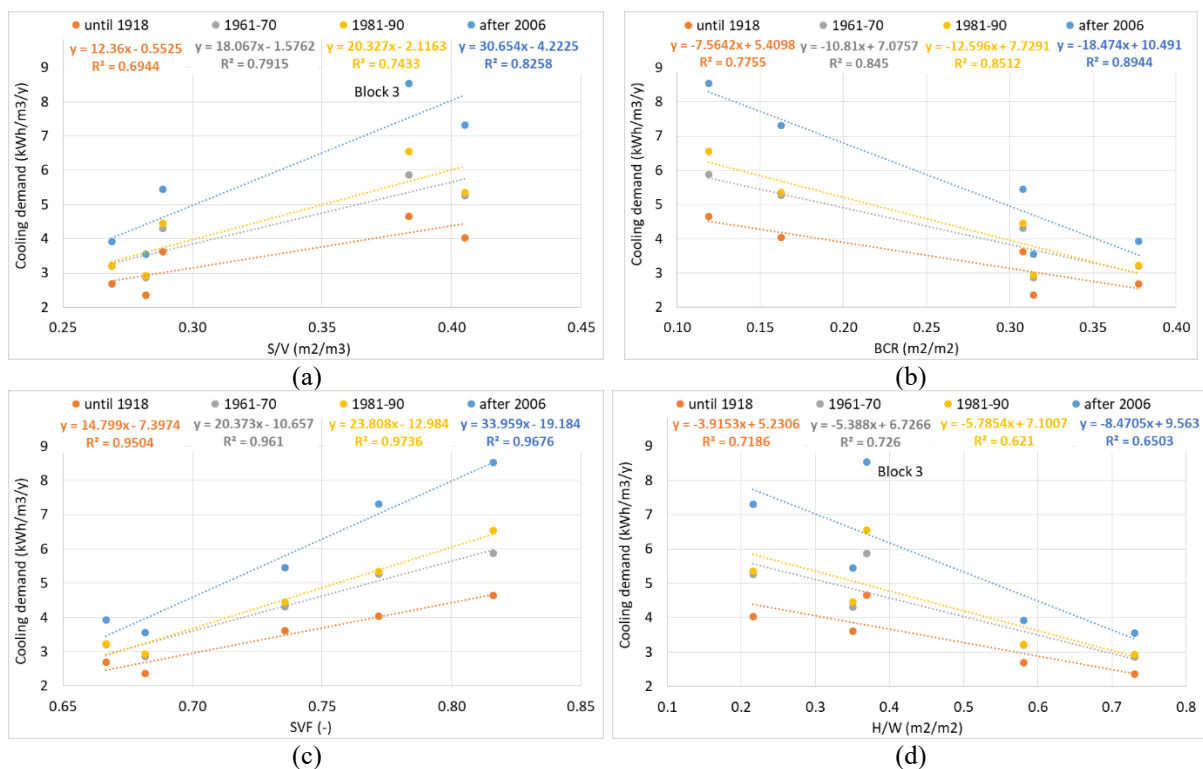 until 1918 1961-70 1981-90 after 2006
y = 12.36x - 0.5525 y = 18.067x - 1.5762 y = 20.327x - 2.1163 y = 30.654x - 4.2225
R² = 0.6944 R² = 0.7915 R² = 0.7433 R² = 0.8258
Block 3
Cooling demand (kWh/m3/y)
9
8
7
6
5
4
3
2
0.25 0.30 0.35 0.40 0.45
S/V (m2/m3)
(a)
until 1918 1961-70 1981-90 after 2006
y = -7.5642x + 5.4098 y = -10.81x + 7.0757 y = -12.596x + 7.7291 y = -18.474x + 10.491
R² = 0.7755 R² = 0.845 R² = 0.8512 R² = 0.8944
Cooling demand (kWh/m3/y)
9
8
7
6
5
4
3
2
0.10 0.15 0.20 0.25 0.30 0.35 0.40
BCR (m2/m2)
(b)
until 1918 1961-70 1981-90 after 2006
y = 14.799x - 7.3974 y = 20.373x - 10.657 y = 23.808x - 12.984 y = 33.959x - 19.184
R² = 0.9504 R² = 0.961 R² = 0.9736 R² = 0.9676
Cooling demand (kWh/m3/y)
9
8
7
6
5
4
3
2
0.65 0.70 0.75 0.80 0.85
SVF (-)
(c)
until 1918 1961-70 1981-90 after 2006
y = -3.9153x + 5.2306 y = -5.388x + 6.7266 y = -5.7854x + 7.1007 y = -8.4705x + 9.563
R² = 0.7186 R² = 0.726 R² = 0.621 R² = 0.6503
Block 3
Cooling demand (kWh/m3/y)
9
8
7
6
5
4
3
2
0.1 0.2 0.3 0.4 0.5 0.6 0.7 0.8
H/W (m2/m2)
(d)